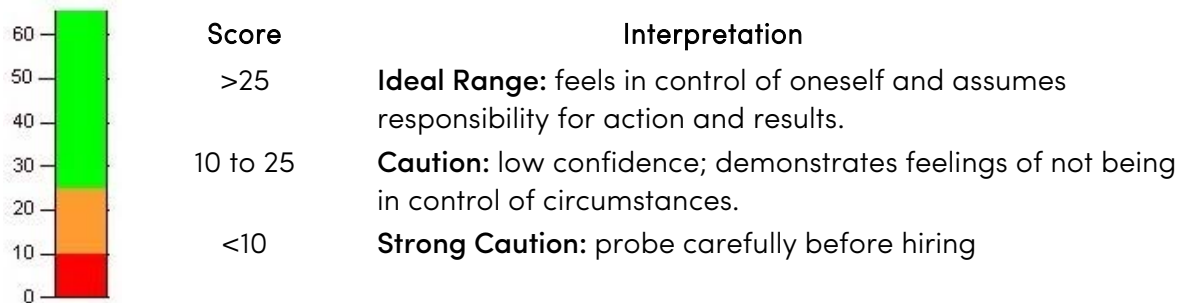 60
50
40
30
20
10
0
Score Interpretation
>25 Ideal Range: feels in control of oneself and assumes
responsibility for action and results.
10 to 25 Caution: low confidence; demonstrates feelings of not being
in control of circumstances.
<10 Strong Caution: probe carefully before hiring